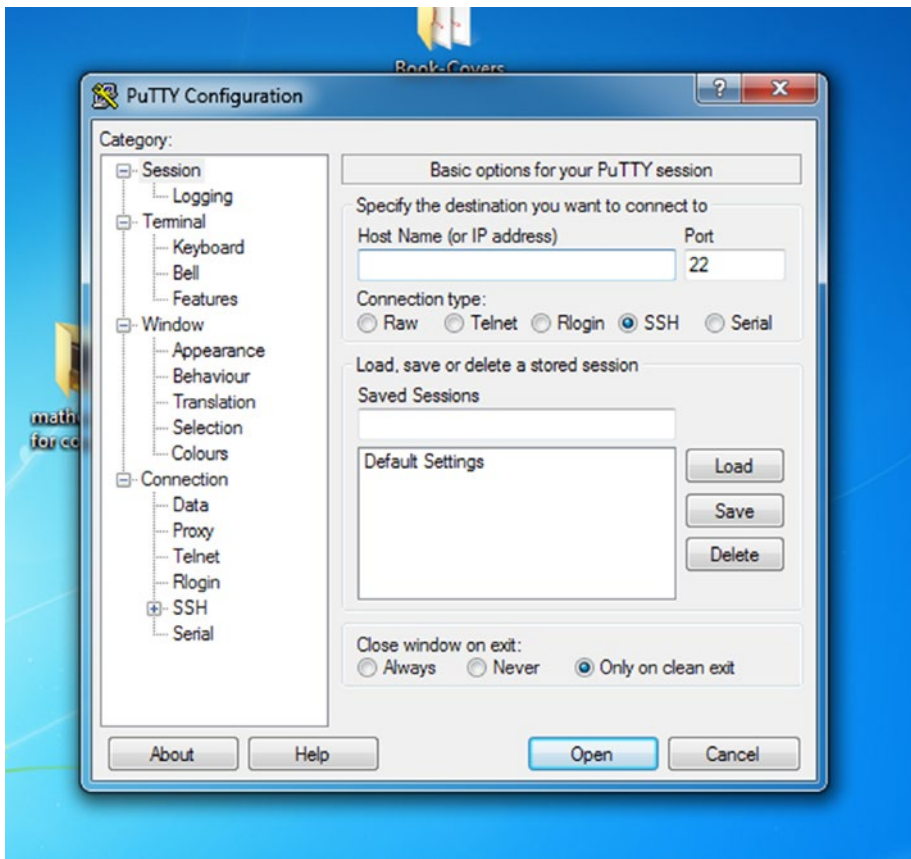 Book-Covers
PuTTY Configuration
Category:
Session
Logging
Terminal
Keyboard
Bell
Features
Window
Appearance
Behaviour
Translation
Selection
Colours
Connection
Data
Proxy
Telnet
Rlogin
SSH
Serial
Basic options for your PuTTY session
Specify the destination you want to connect to
Host Name (or IP address) Port
22
Connection type:
Raw Telnet Rlogin SSH Serial
Load, save or delete a stored session
Saved Sessions
Default Settings
Load
Save
Delete
Close window on exit:
Always Never Only on clean exit
About Help Open Cancel
for